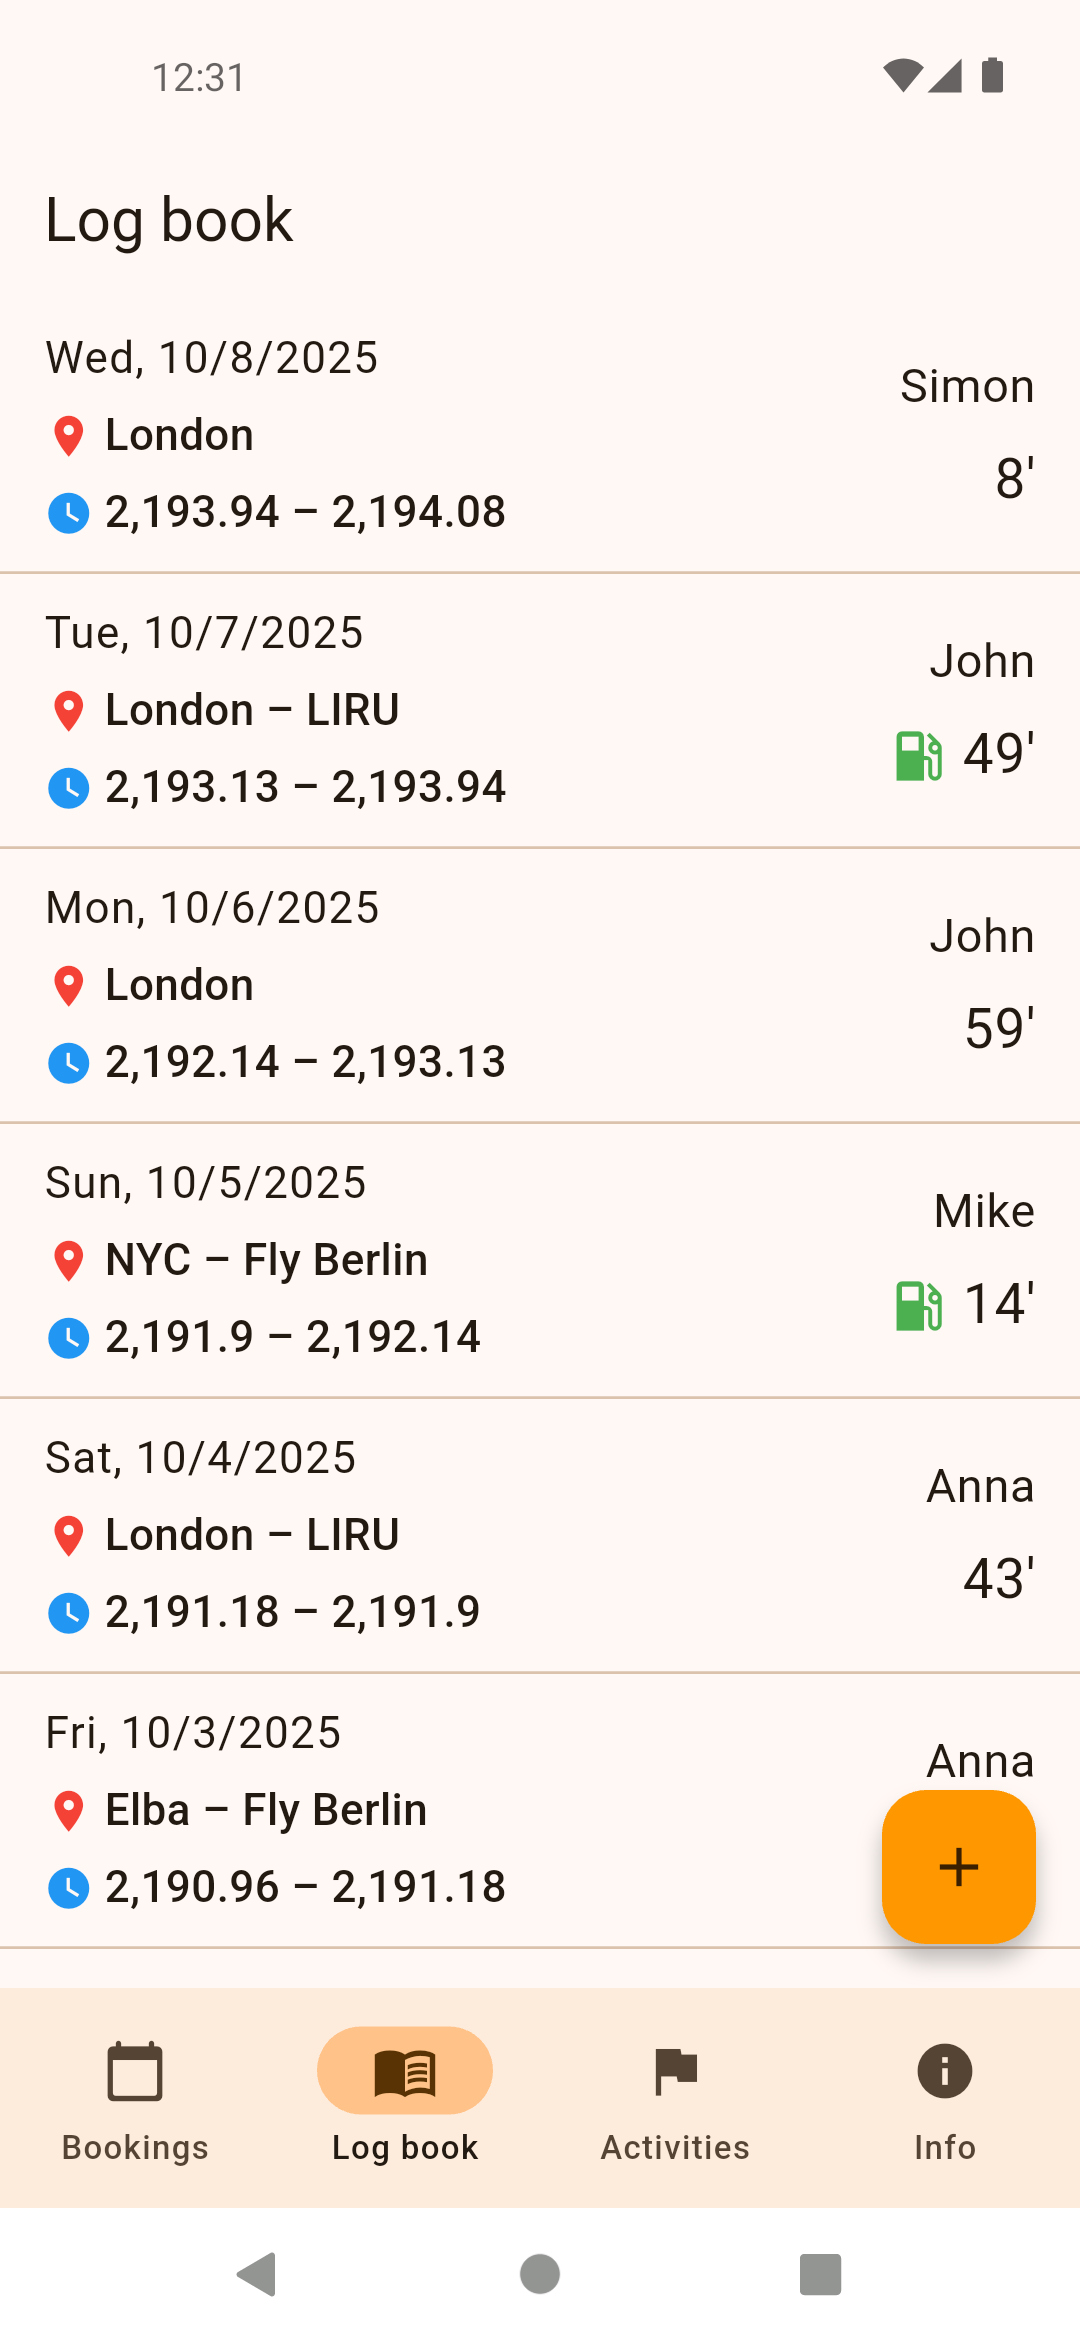 12:31
Log book
Wed, 10/8/2025
London
2,193.94 – 2,194.08
Simon
8'
Tue, 10/7/2025
London – LIRU
2,193.13 – 2,193.94
John
49'
Mon, 10/6/2025
London
2,192.14 – 2,193.13
John
59'
Sun, 10/5/2025
NYC – Fly Berlin
2,191.9 – 2,192.14
Mike
14'
Sat, 10/4/2025
London – LIRU
2,191.18 – 2,191.9
Anna
43'
Fri, 10/3/2025
Elba – Fly Berlin
2,190.96 – 2,191.18
Anna
Bookings
Log book
Activities
Info